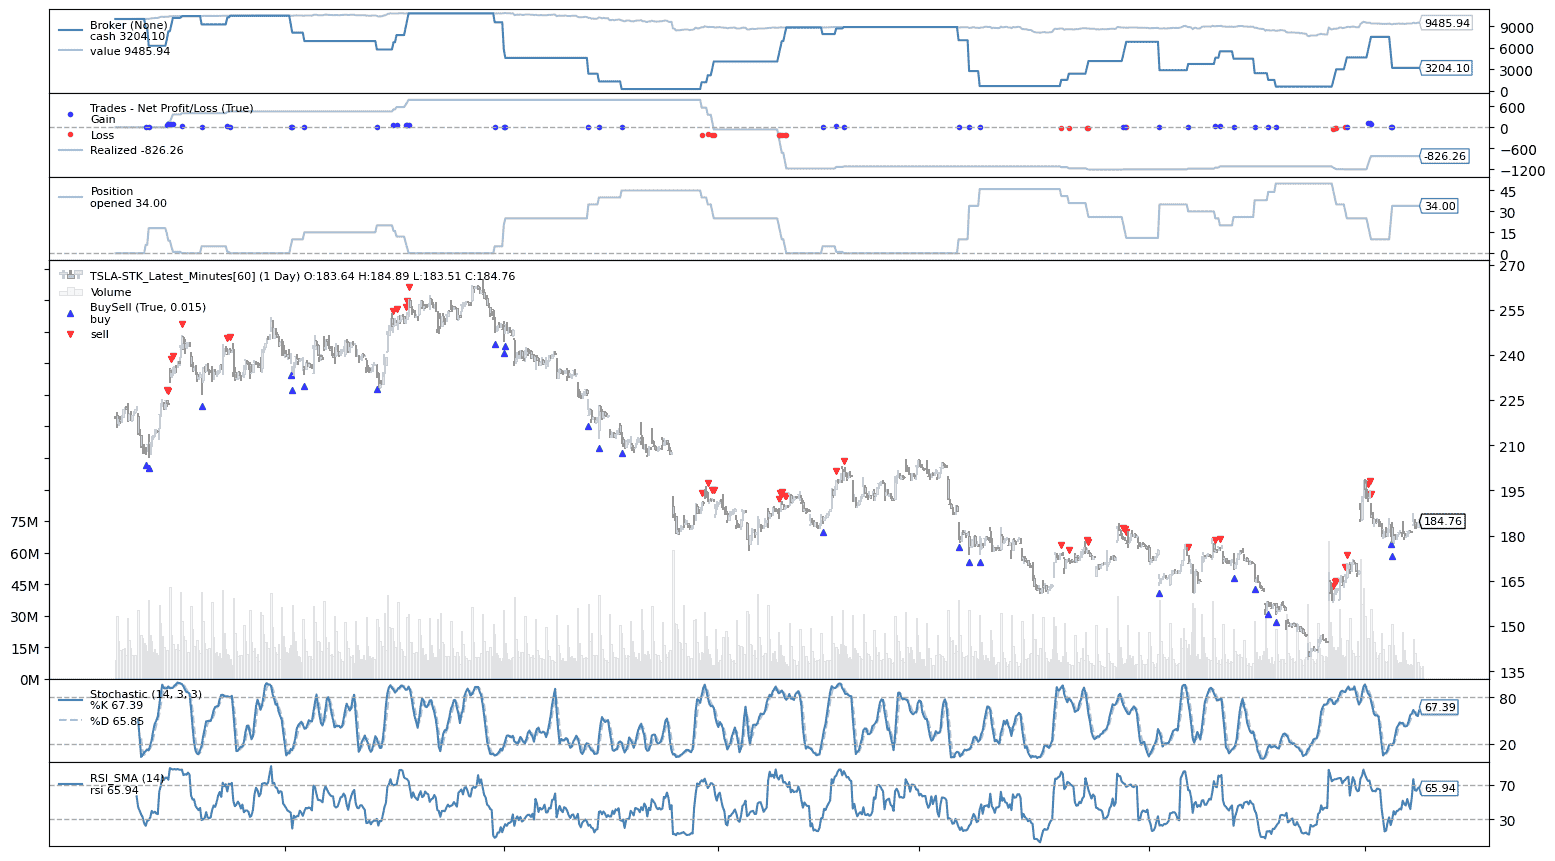 Broker (None)
cash 3204.10
value 9485.94
9485.94
9000
6000
3204.10
3000
0
Trades - Net Profit/Loss (True)
Gain
Loss
Realized -826.26
600
0
−600
-826.26
−1200
Position
opened 34.00
45
34.00
30
15
0
TSLA-STK_Latest_Minutes[60] (1 Day) O:183.64 H:184.89 L:183.51 C:184.76
Volume
BuySell (True, 0.015)
buy
sell
270
255
240
225
210
195
184.76
180
165
150
135
75M
60M
45M
30M
15M
0M
Stochastic (14, 3, 3)
%K 67.39
%D 65.85
80
67.39
20
RSI_SMA (14)
rsi 65.94
70
65.94
30